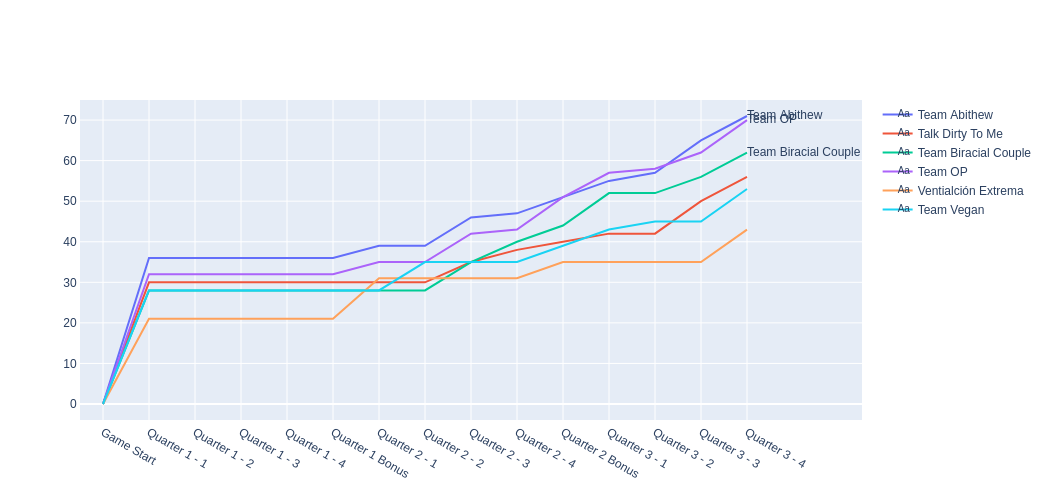 70
60
50
40
30
20
10
0
Team Abithew
Team OP
Team Biracial Couple
Game Start
Quarter 1 - 1
Quarter 1 - 2
Quarter 1 - 3
Quarter 1 - 4
Quarter 1 Bonus
Quarter 2 - 1
Quarter 2 - 2
Quarter 2 - 3
Quarter 2 - 4
Quarter 2 Bonus
Quarter 3 - 1
Quarter 3 - 2
Quarter 3 - 3
Quarter 3 - 4
Aa Team Abithew
Aa Talk Dirty To Me
Aa Team Biracial Couple
Aa Team OP
Aa Ventialción Extrema
Aa Team Vegan